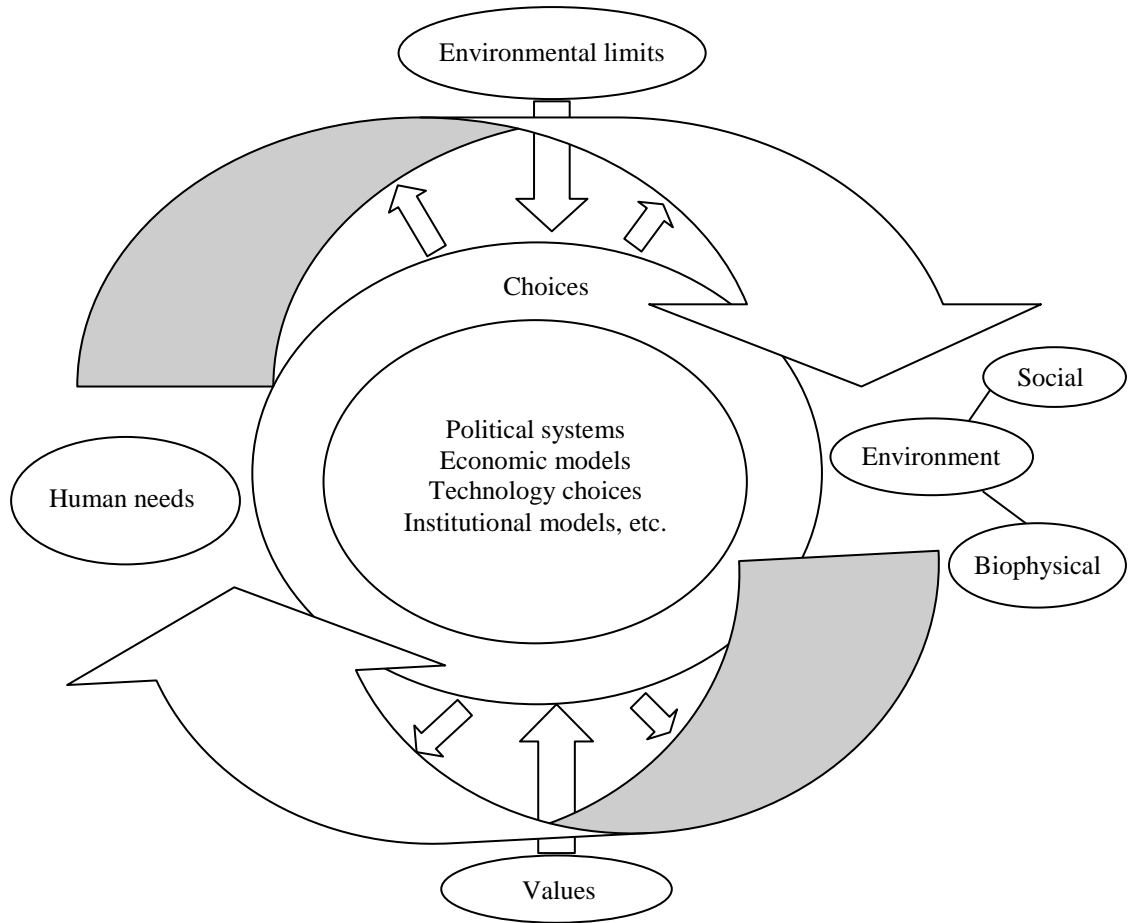 Environmental limits
Choices
Social
Political systems
Economic models
Technology choices
Institutional models, etc.
Environment
Human needs
Biophysical
Values